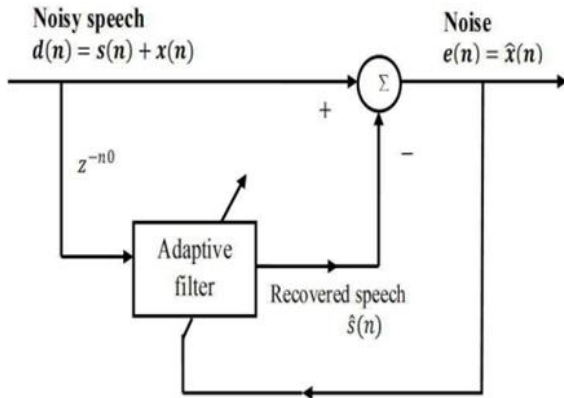 Noisy speech
d(n) = s(n) + x(n)
Noise
e(n) = x̂(n)
Σ
+
−
z⁻ⁿ⁰
Adaptive
filter
Recovered speech
ŝ(n)